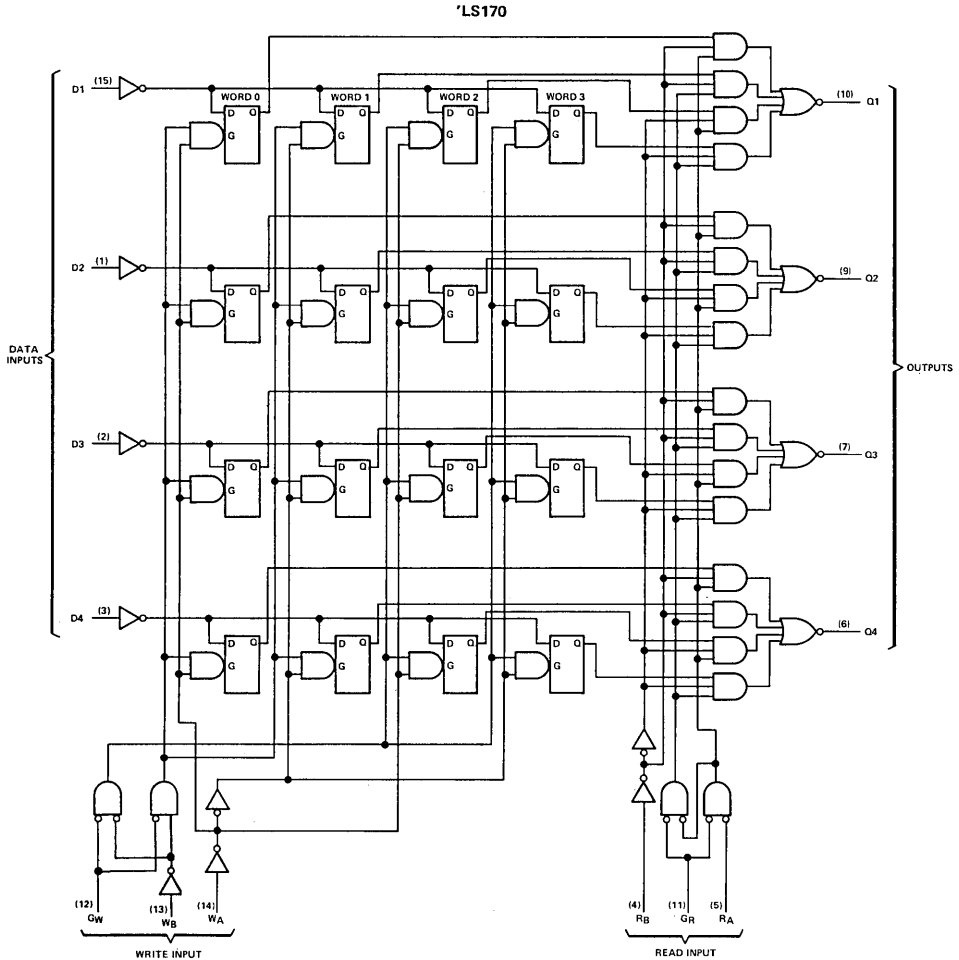 'LS170
D1 (15)
WORD 0 WORD 1 WORD 2 WORD 3
D Q D Q D Q D Q
G G G G
(10) Q1
D2 (1)
D Q D Q D Q D Q
G G G G
(9) Q2
DATA INPUTS
OUTPUTS
D3 (2)
D Q D Q D Q D Q
G G G G
(7) Q3
D4 (3)
D Q D Q D Q D Q
G G G G
(6) Q4
(12) (13) (14) (4) (11) (5)
GW WB WA RB GR RA
WRITE INPUT READ INPUT